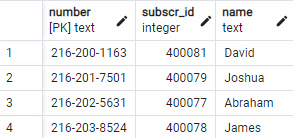 number subscr_id name
[PK] text integer text
1 216-200-1163 400081 David
2 216-201-7501 400079 Joshua
3 216-202-5631 400077 Abraham
4 216-203-8524 400078 James